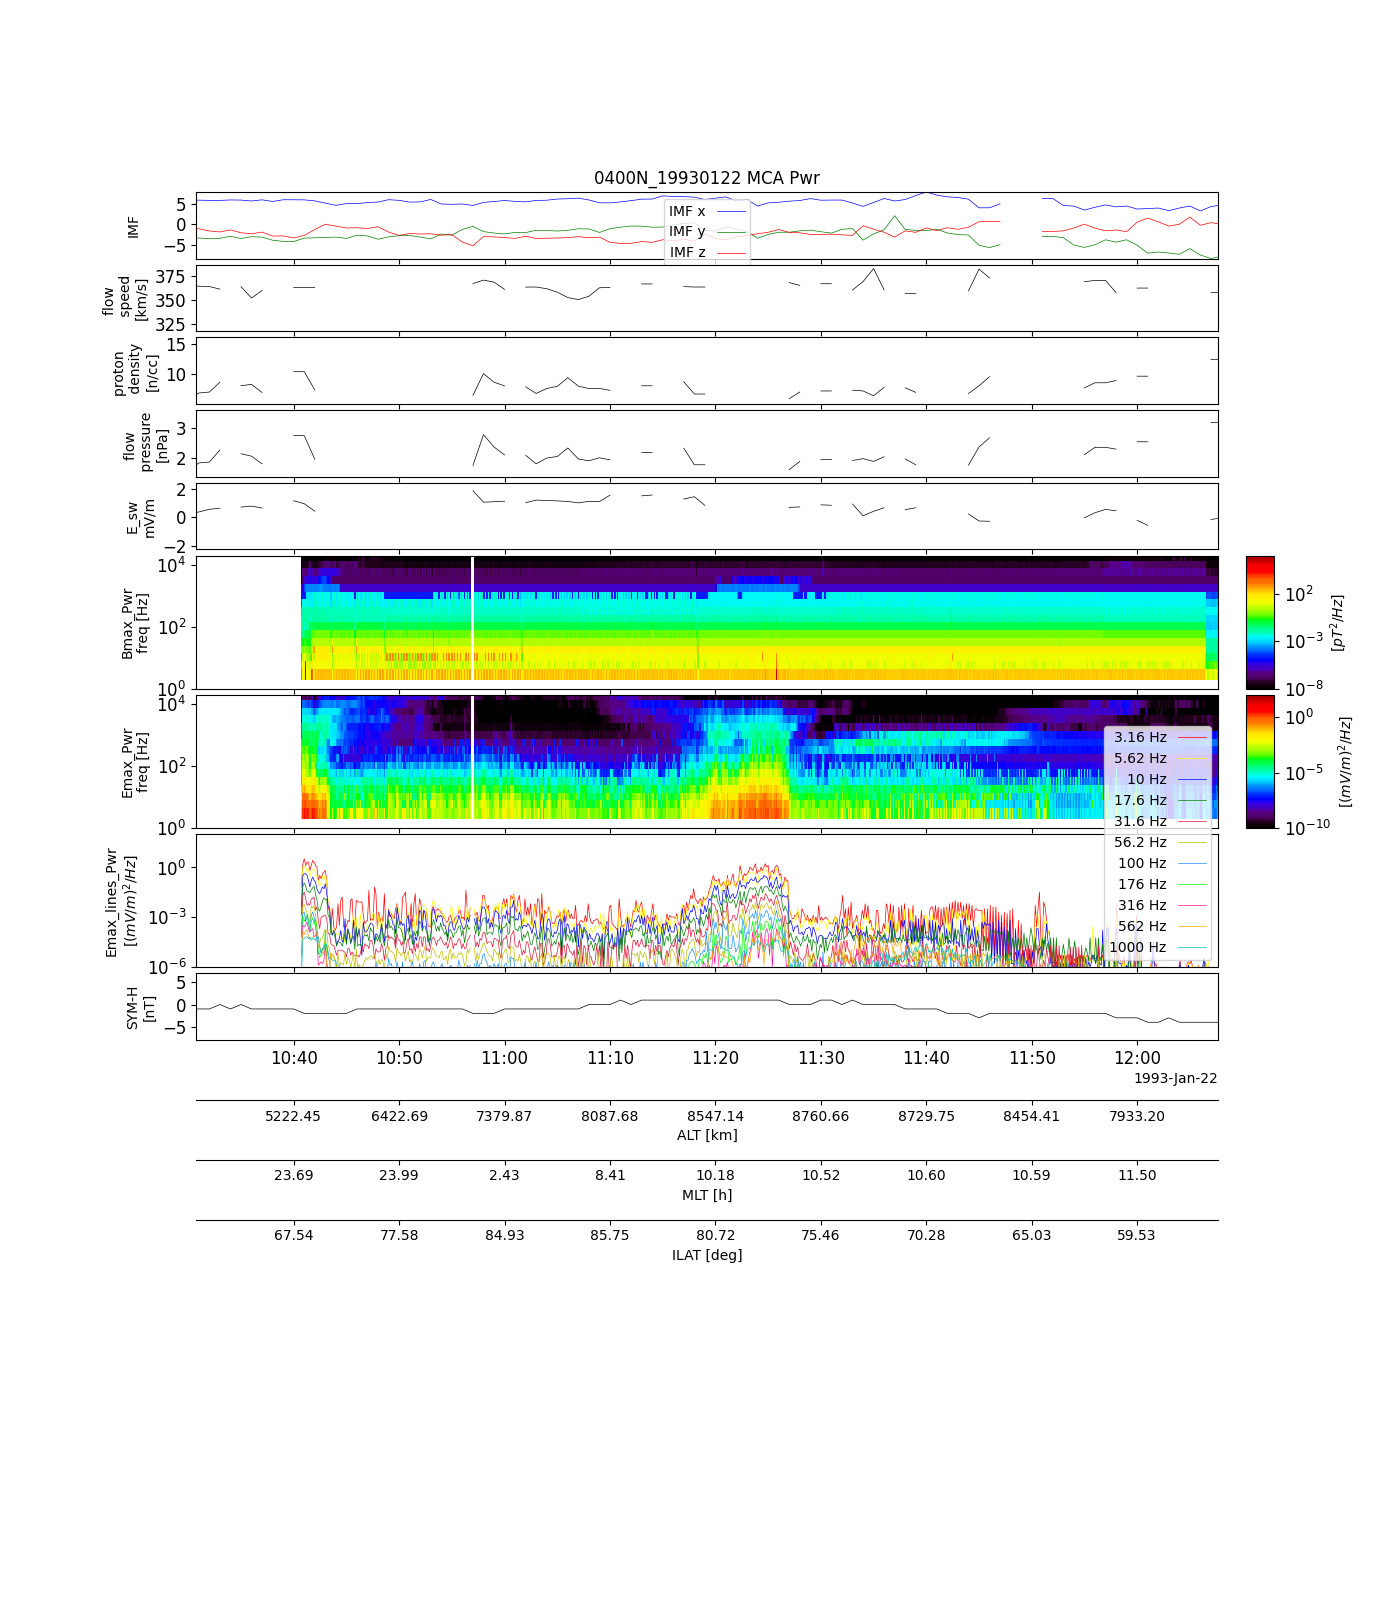 0400N_19930122 MCA Pwr
IMF
5
0
−5
IMF x
IMF y
IMF z
flow
speed
[km/s]
375
350
325
proton
density
[n/cc]
15
10
flow
pressure
[nPa]
3
2
E_sw
mV/m
2
0
−2
Bmax_Pwr
freq [Hz]
10^4
10^2
10^0
10^2
10^−3
10^−8
[pT^2/Hz]
Emax_Pwr
freq [Hz]
10^4
10^2
10^0
10^0
10^−5
10^−10
[(mV/m)^2/Hz]
3.16 Hz
5.62 Hz
10 Hz
17.6 Hz
31.6 Hz
56.2 Hz
100 Hz
176 Hz
316 Hz
562 Hz
1000 Hz
Emax_lines_Pwr
[(mV/m)^2/Hz]
10^0
10^−3
10^−6
SYM-H
[nT]
5
0
−5
10:40 10:50 11:00 11:10 11:20 11:30 11:40 11:50 12:00
1993-Jan-22
5222.45 6422.69 7379.87 8087.68 8547.14 8760.66 8729.75 8454.41 7933.20
ALT [km]
23.69 23.99 2.43 8.41 10.18 10.52 10.60 10.59 11.50
MLT [h]
67.54 77.58 84.93 85.75 80.72 75.46 70.28 65.03 59.53
ILAT [deg]